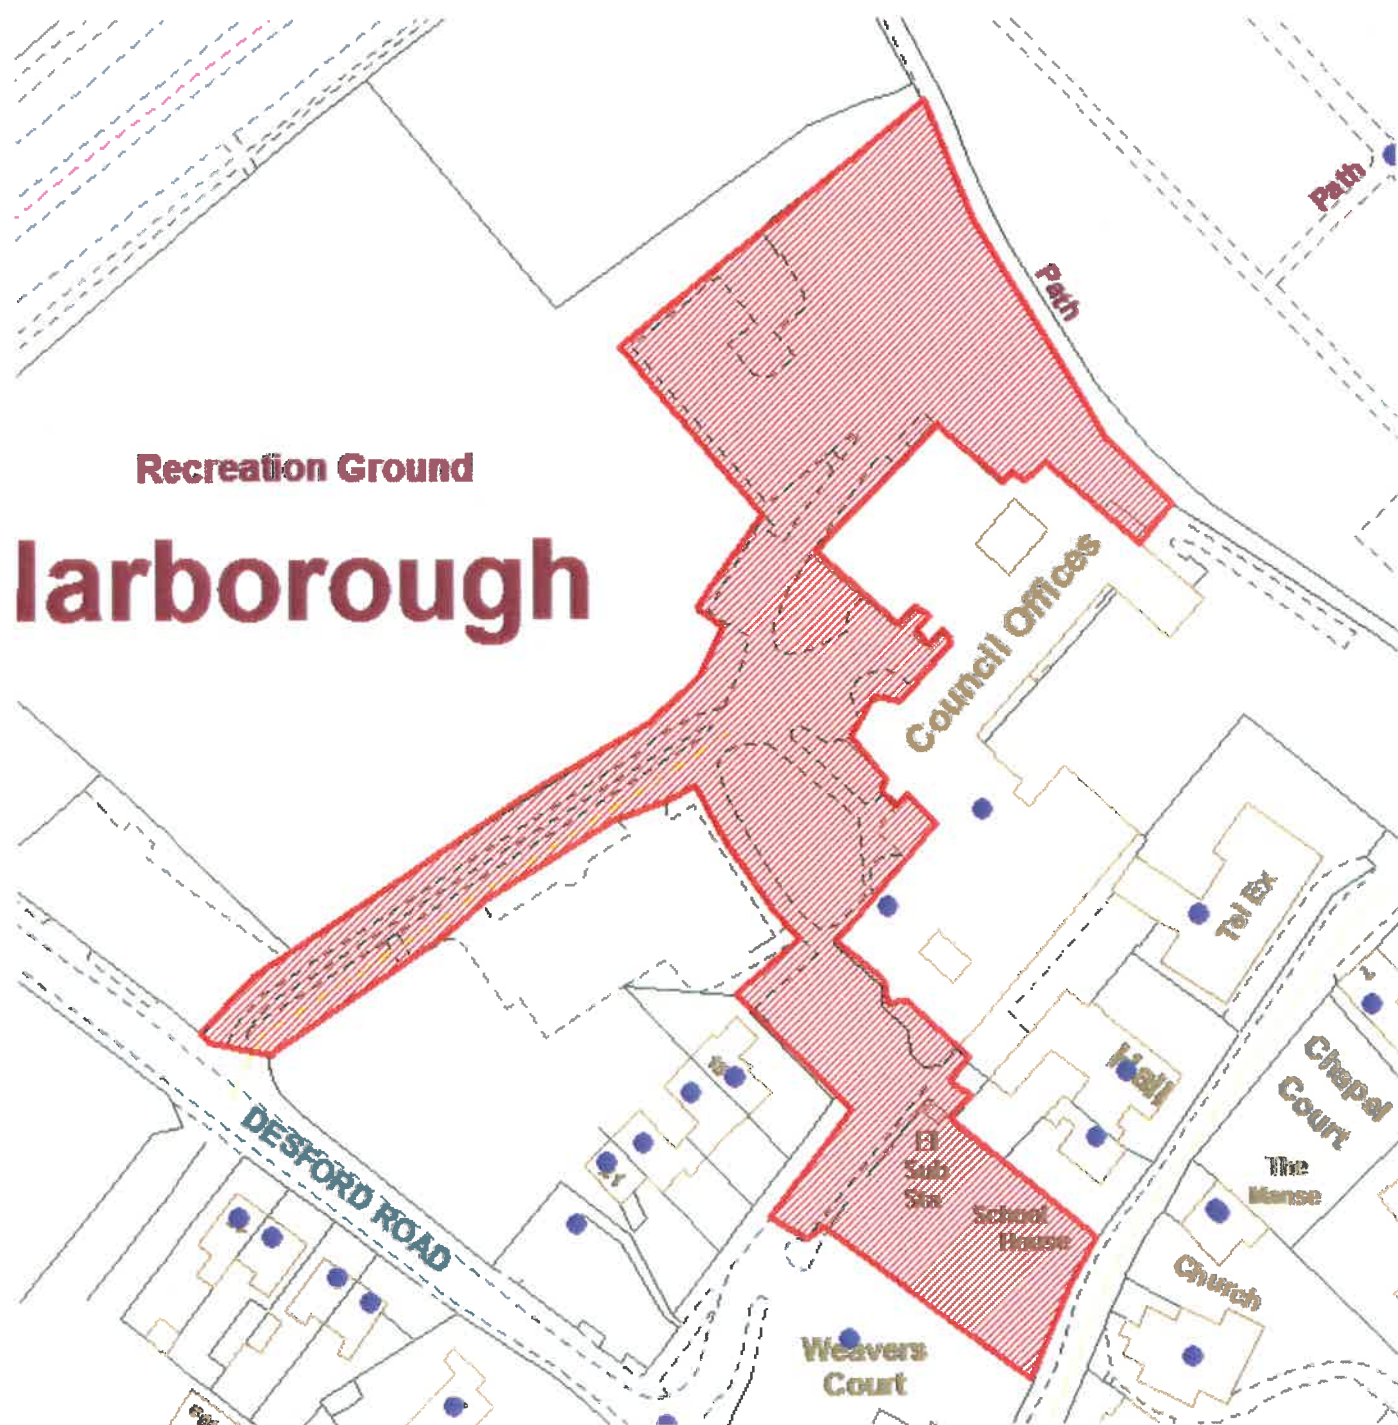 Path
Path
Recreation Ground
larborough
Council Offices
Tel Ex
Hall
Chapel
Court
The
Manse
El
Sub
Sta
School
House
Church
DESFORD ROAD
Weavers
Court